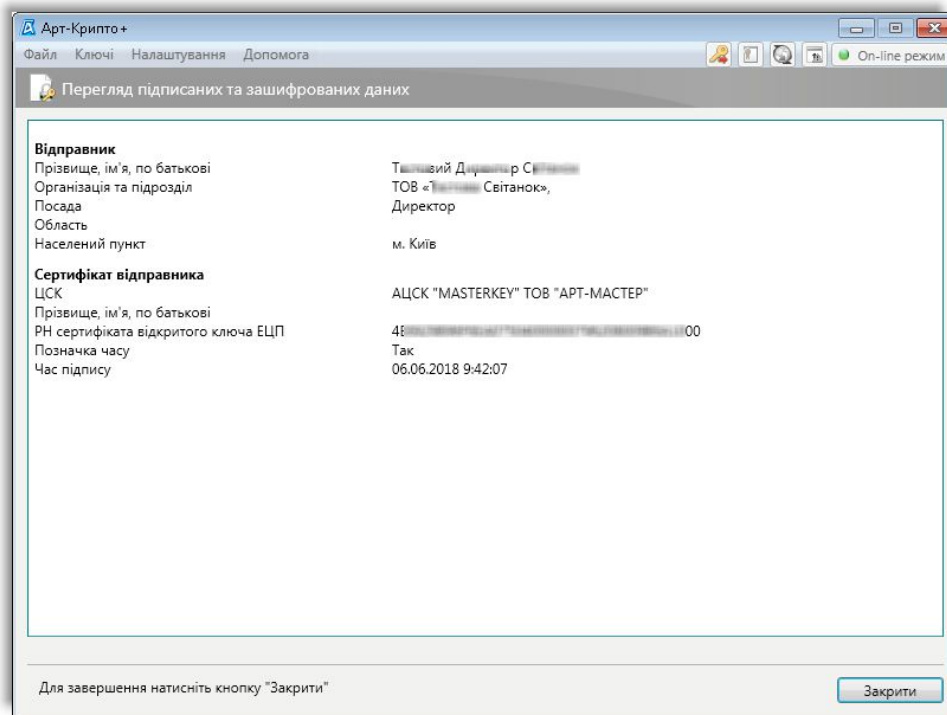 Арт-Крипто+
Файл Ключі Налаштування Допомога On-line режим
Перегляд підписаних та зашифрованих даних
Відправник
Прізвище, ім'я, по батькові
Організація та підрозділ ТОВ « Світанок»,
Посада Директор
Область
Населений пункт м. Київ
Сертифікат відправника
ЦСК АЦСК "MASTERKEY" ТОВ "АРТ-МАСТЕР"
Прізвище, ім'я, по батькові
РН сертифіката відкритого ключа ЕЦП
Позначка часу Так
Час підпису 06.06.2018 9:42:07
Для завершення натисніть кнопку "Закрити" Закрити